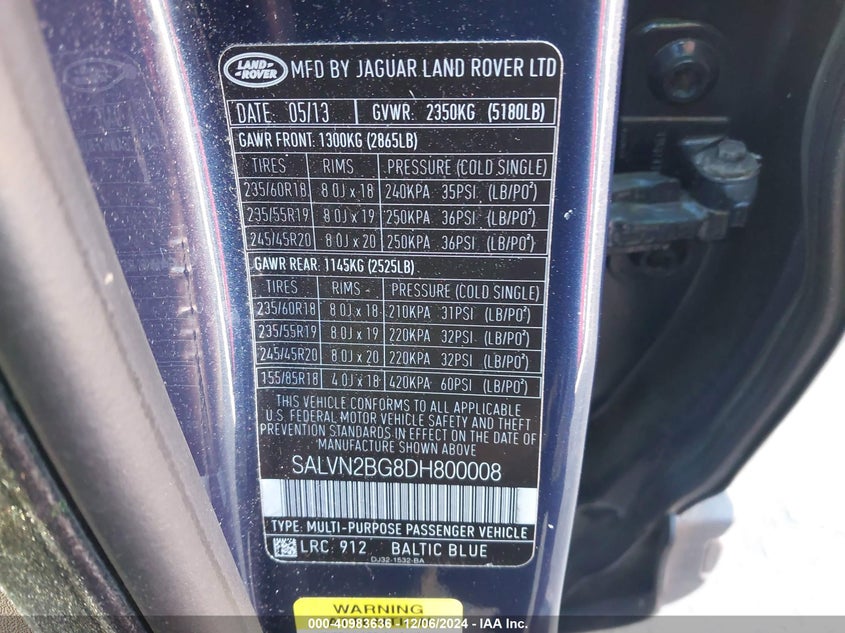 LAND ROVER MFD BY JAGUAR LAND ROVER LTD
DATE: 05/13 GVWR: 2350KG (5180LB)
GAWR FRONT: 1300KG (2865LB)
TIRES RIMS PRESSURE (COLD SINGLE)
235/60R18 8.0J x 18 240KPA 35PSI (LB/PO²)
235/55R19 8.0J x 19 250KPA 36PSI (LB/PO²)
245/45R20 8.0J x 20 250KPA 36PSI (LB/PO²)
GAWR REAR: 1145KG (2525LB)
TIRES RIMS PRESSURE (COLD SINGLE)
235/60R18 8.0J x 18 210KPA 31PSI (LB/PO²)
235/55R19 8.0J x 19 220KPA 32PSI (LB/PO²)
245/45R20 8.0J x 20 220KPA 32PSI (LB/PO²)
155/85R18 4.0J x 18 420KPA 60PSI (LB/PO²)
THIS VEHICLE CONFORMS TO ALL APPLICABLE
U.S. FEDERAL MOTOR VEHICLE SAFETY AND THEFT
PREVENTION STANDARDS IN EFFECT ON THE DATE OF
MANUFACTURE SHOWN ABOVE
SALVN2BG8DH800008
TYPE: MULTI-PURPOSE PASSENGER VEHICLE
LRC: 912 BALTIC BLUE
DJ32-1532-BA
WARNING
000-40983636 - 12/06/2024 - IAA Inc.